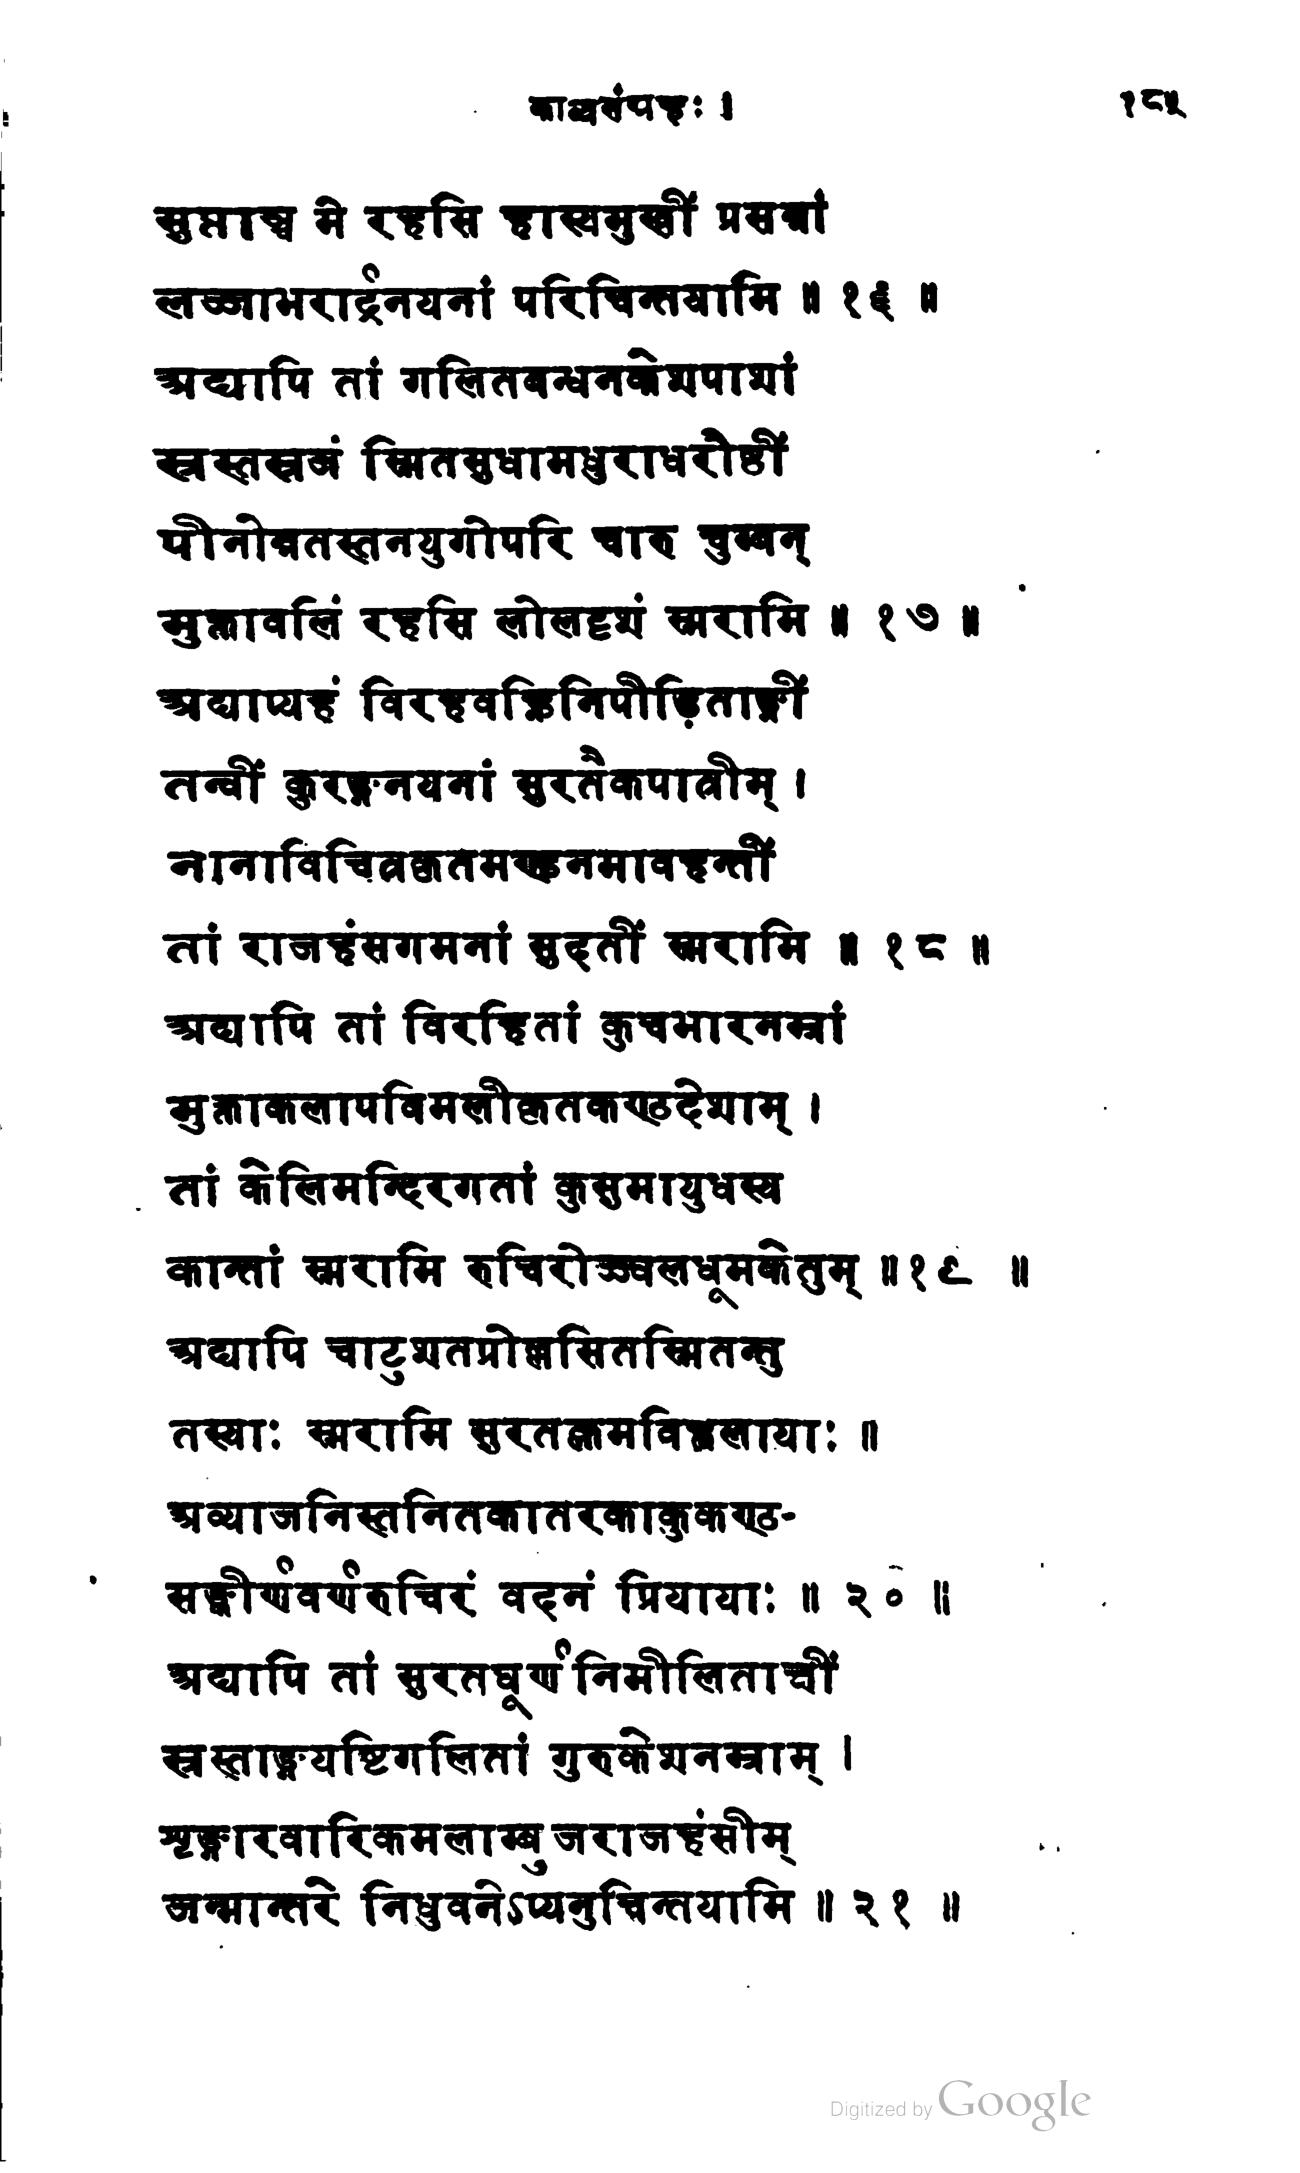 काव्यसंग्रहः ।
१८५
सुप्ताञ्च मे रहसि हास्यमुखीं प्रसन्नां
लज्जाभरार्द्रनयनां परिचिन्तयामि ॥ १६ ॥
अद्यापि तां गलितबन्धनकेशपाशां
स्रस्तस्रजं स्मितसुधामधुराधरौष्ठीं
पीनोन्नतस्तनयुगोपरि चारु चुम्बन्
मुक्तावलिं रहसि लोलदृशं स्मरामि ॥ १७ ॥
अद्याप्यहं विरहवह्निनिपीड़िताङ्गीं
तन्वीं कुरङ्गनयनां सुरतैकपात्रीम् ।
नानाविचित्रकृतमण्डनमावहन्तीं
तां राजहंसगमनां सुदतीं स्मरामि ॥ १८ ॥
अद्यापि तां विरहितां कुचभारनम्रां
मुक्ताकलापविमलीकृतकण्ठदेशाम् ।
तां केलिमन्दिरगतां कुसुमायुधस्य
कान्तां स्मरामि रुचिरोज्ज्वलधूमकेतुम् ॥१९ ॥
अद्यापि चाटुशतप्रोल्लसितस्मितन्तु
तस्याः स्मरामि सुरतक्लमविह्वलायाः ॥
अव्याजनिस्तनितकातरकाकुकण्ठ-
सङ्कीर्णवर्णरुचिरं वदनं प्रियायाः ॥ २० ॥
अद्यापि तां सुरतघूर्णनिमीलिताक्षीं
स्रस्ताङ्गयष्टिगलितां गुरुकेशनम्राम् ।
शृङ्गारवारिकमलाम्बुजराजहंसीम्
जन्मान्तरे निधुवनेऽप्यनुचिन्तयामि ॥ २१ ॥
Digitized by Google